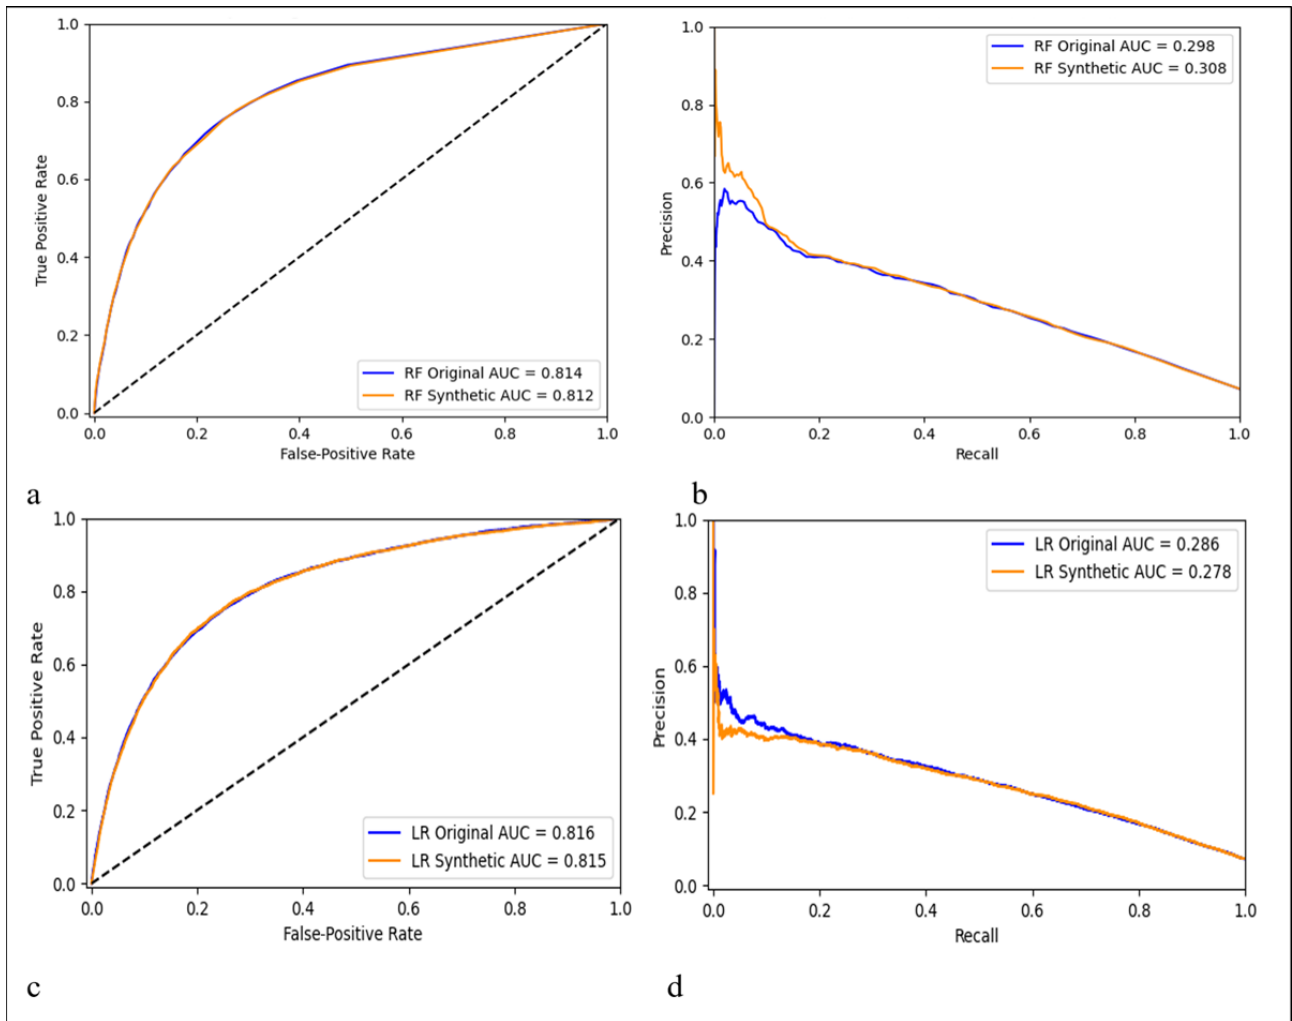 1.0
0.8
0.6
0.4
0.2
0.0
True Positive Rate
RF Original AUC = 0.814
RF Synthetic AUC = 0.812
0.0 0.2 0.4 0.6 0.8 1.0
False-Positive Rate
a
1.0
0.8
0.6
0.4
0.2
0.0
Precision
RF Original AUC = 0.298
RF Synthetic AUC = 0.308
0.0 0.2 0.4 0.6 0.8 1.0
Recall
b
1.0
0.8
0.6
0.4
0.2
0.0
True Positive Rate
LR Original AUC = 0.816
LR Synthetic AUC = 0.815
0.0 0.2 0.4 0.6 0.8 1.0
False-Positive Rate
c
1.0
0.8
0.6
0.4
0.2
0.0
Precision
LR Original AUC = 0.286
LR Synthetic AUC = 0.278
0.0 0.2 0.4 0.6 0.8 1.0
Recall
d